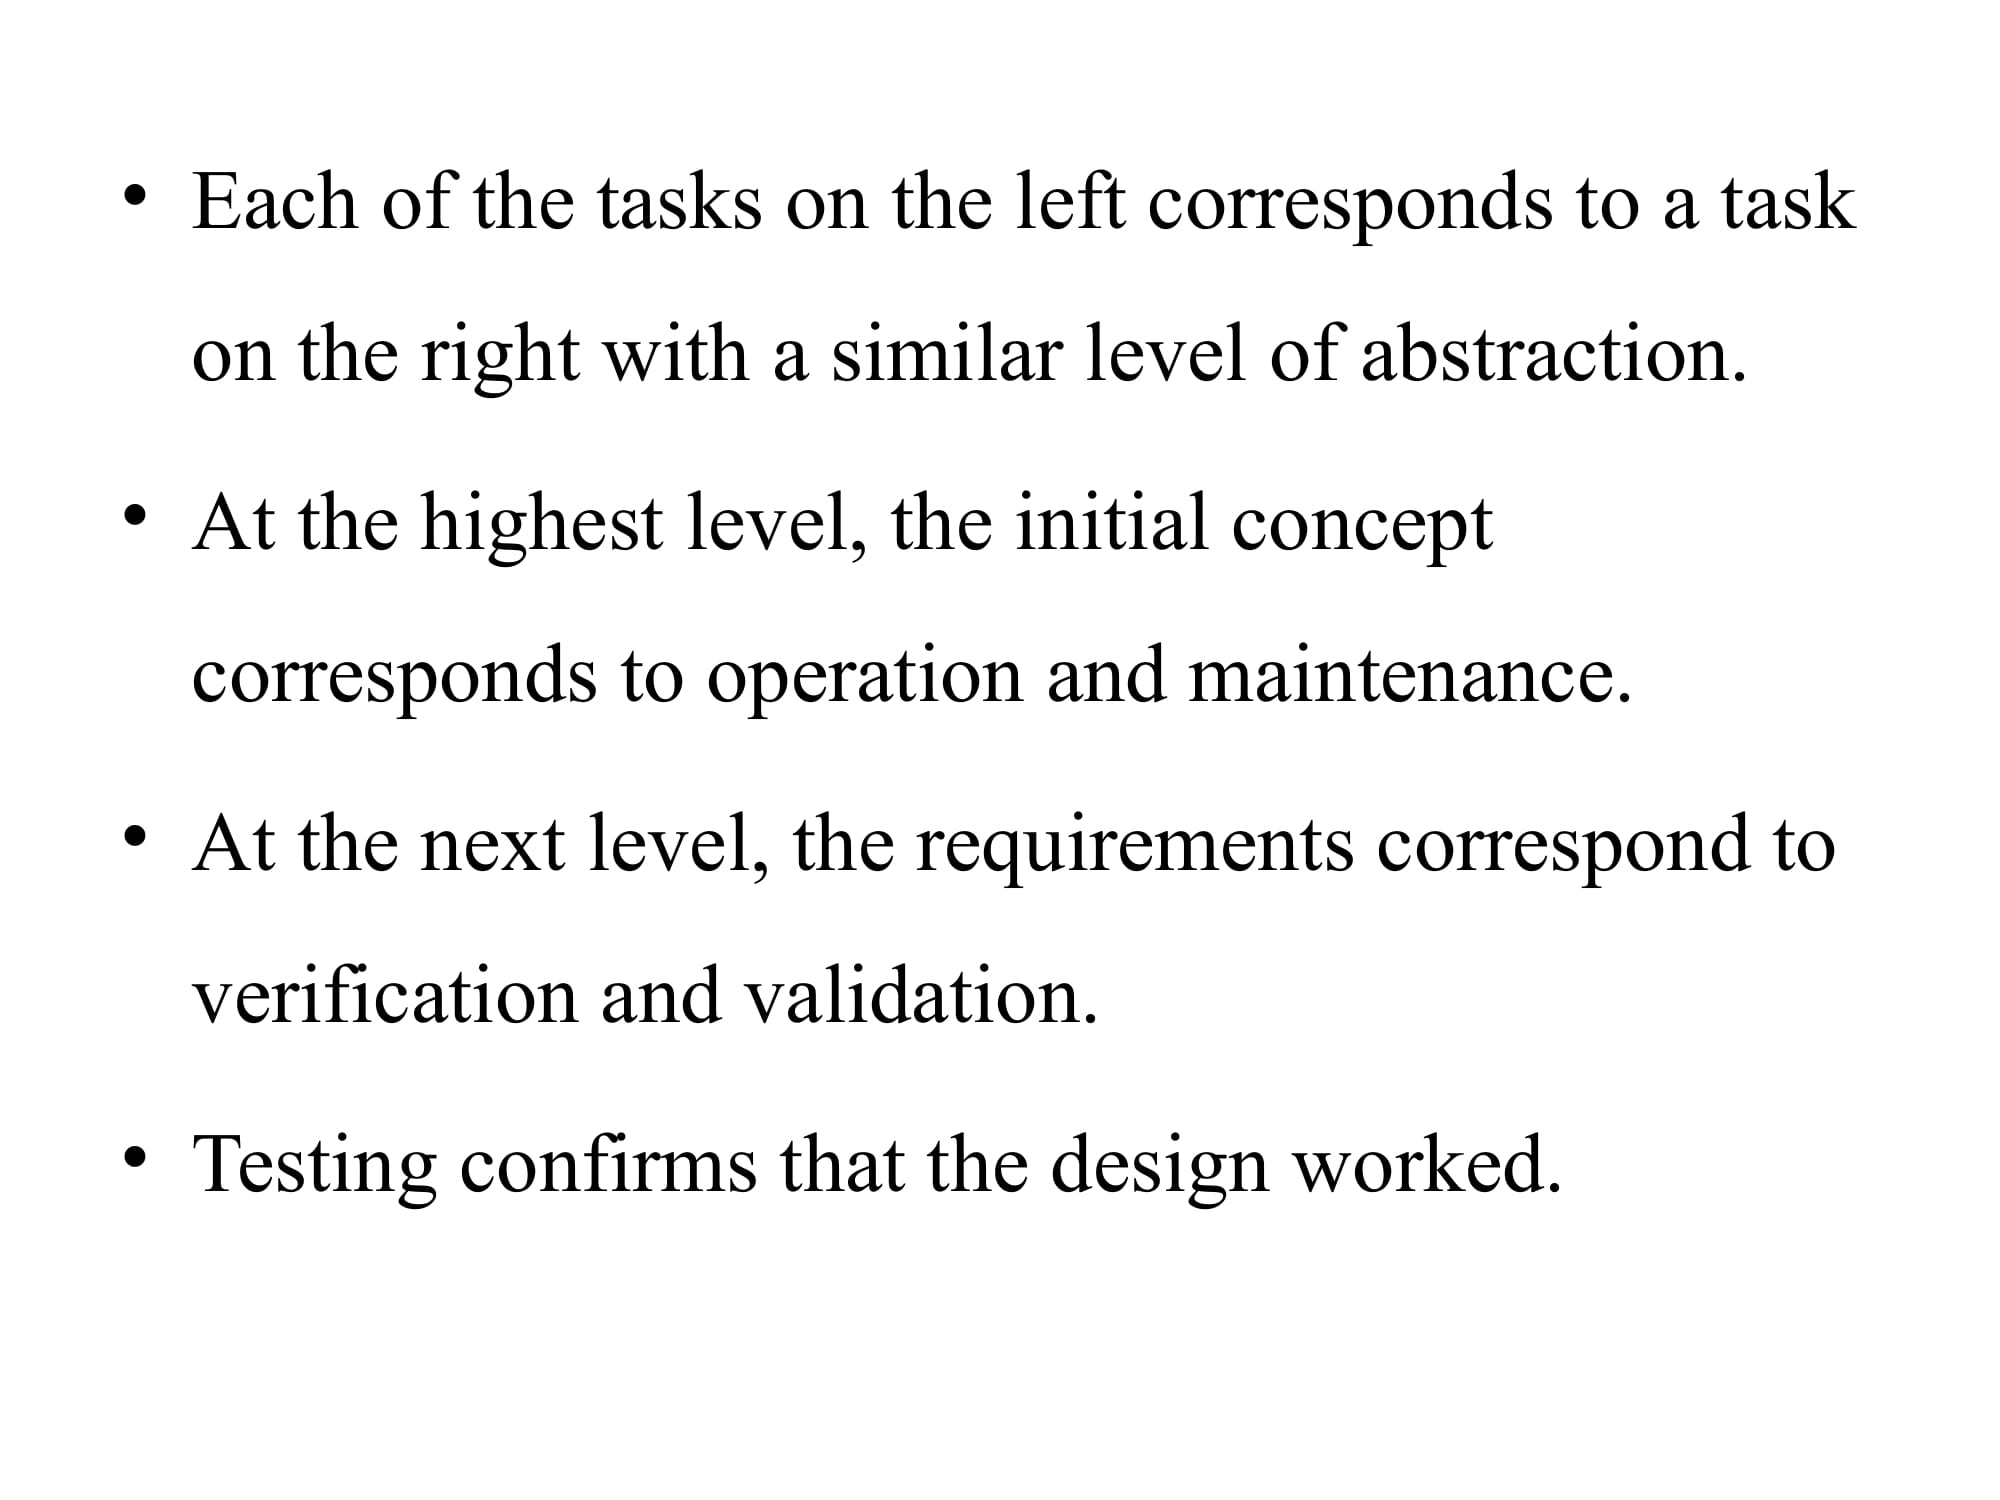 • Each of the tasks on the left corresponds to a task
on the right with a similar level of abstraction.
• At the highest level, the initial concept
corresponds to operation and maintenance.
• At the next level, the requirements correspond to
verification and validation.
• Testing confirms that the design worked.